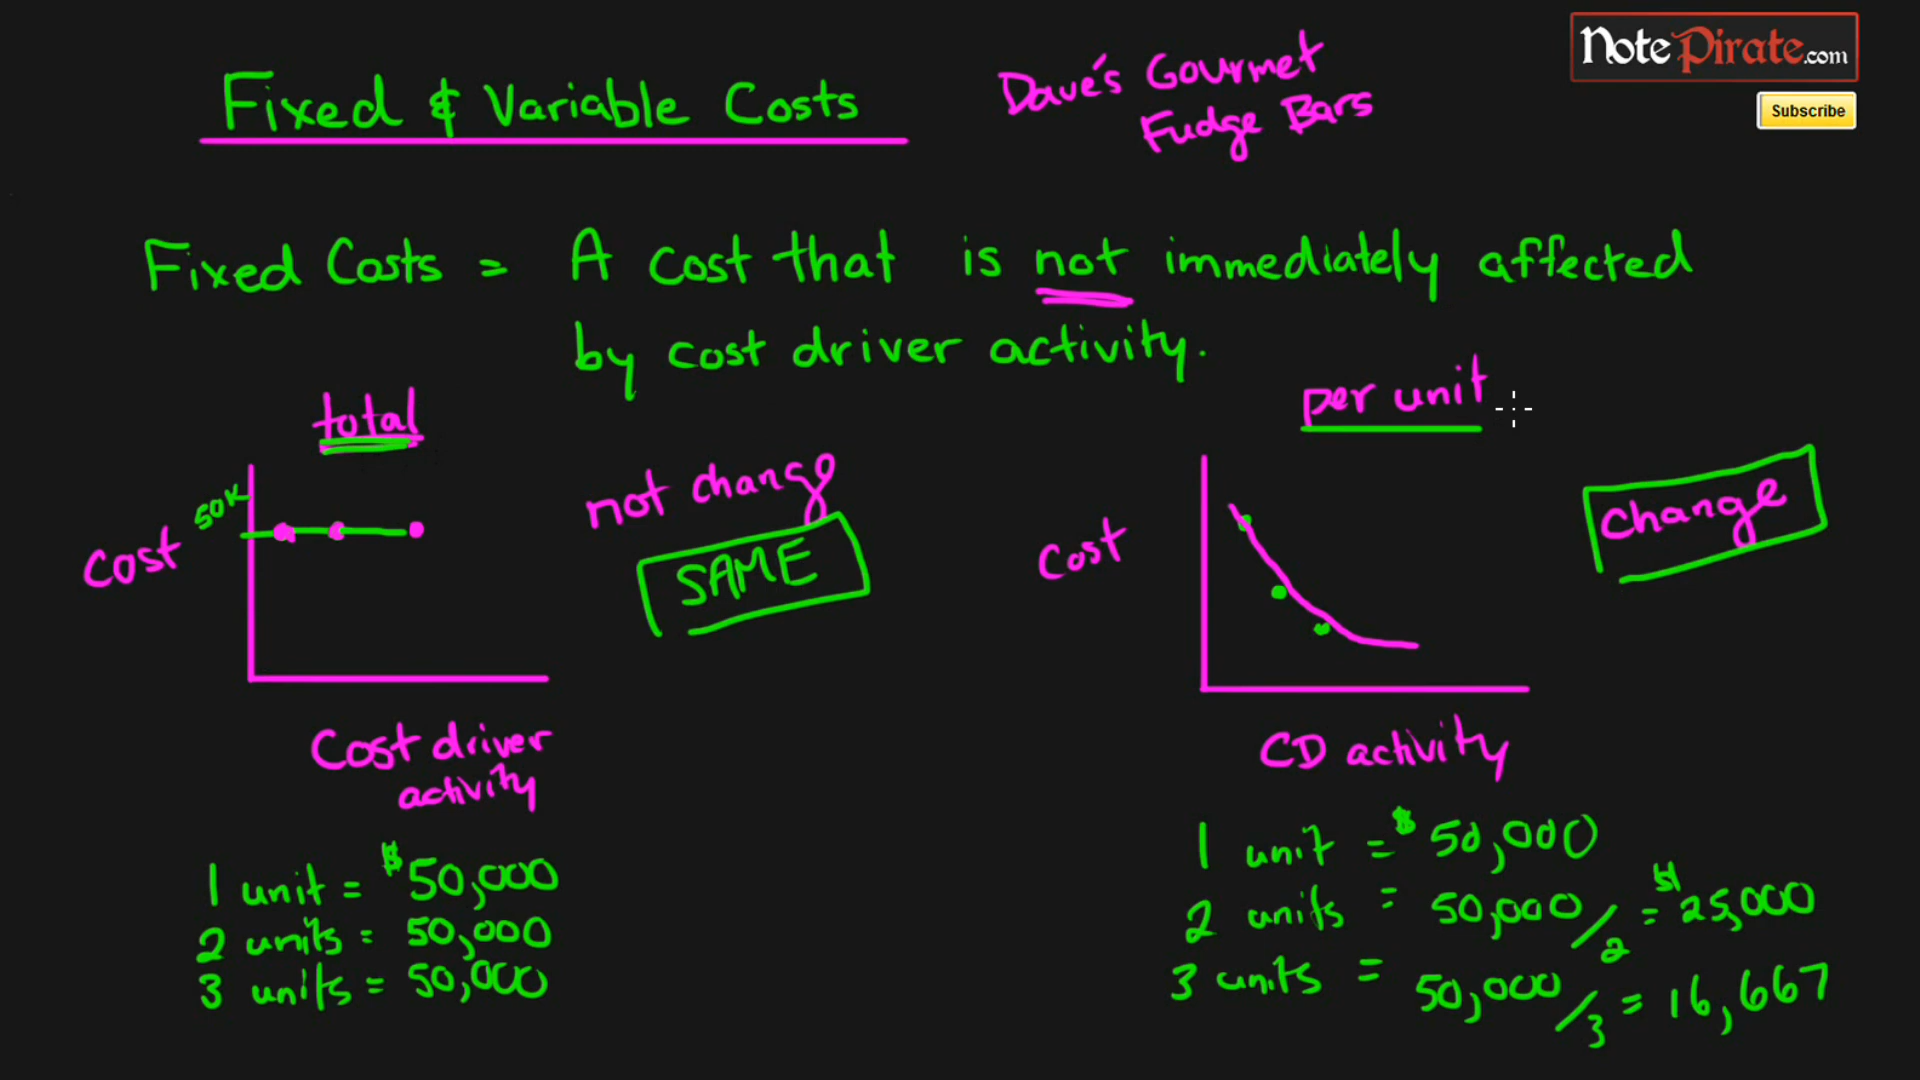 Fixed & Variable Costs
Dave's Gourmet
Fudge Bars
NotePirate.com
Subscribe
Fixed Costs = A cost that is not immediately affected
by cost driver activity.
total
50K
Cost
not change
SAME
Cost driver
activity
1 unit = $50,000
2 units = 50,000
3 units = 50,000
per unit
Cost
Change
CD activity
1 unit = $50,000
2 units = 50,000/2 = $25,000
3 units = 50,000/3 = 16,667